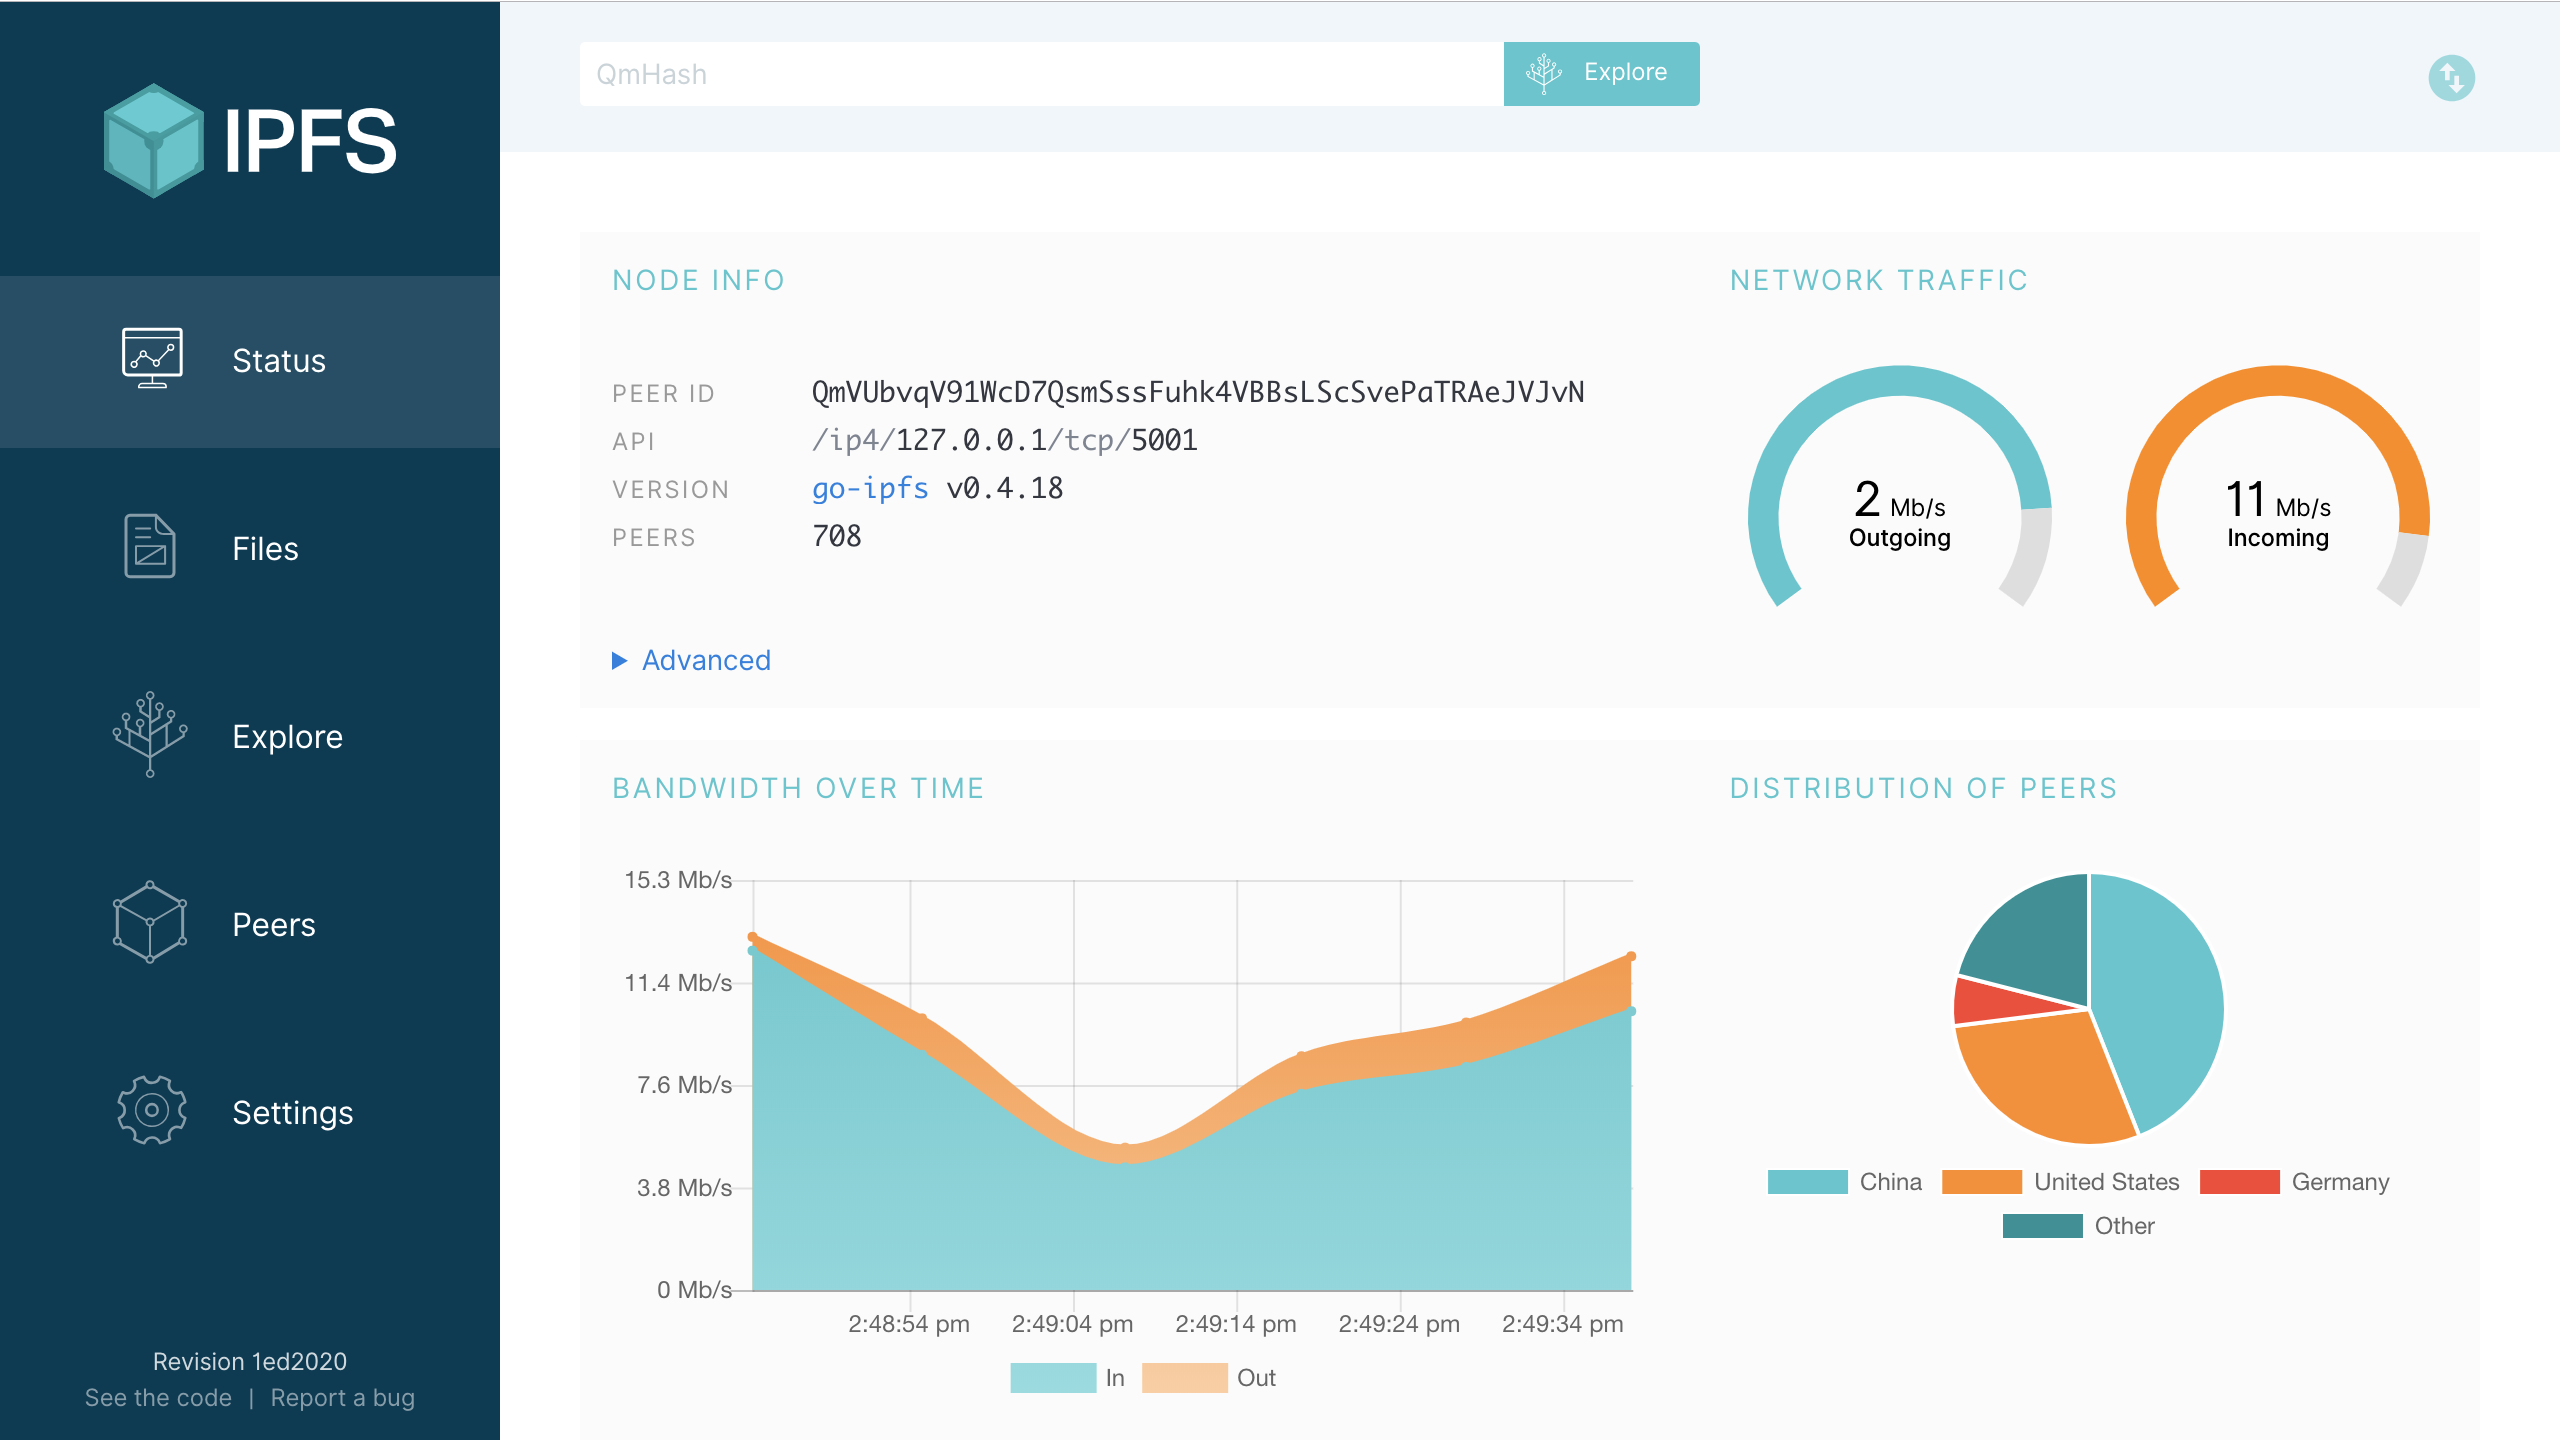 IPFS
Status
Files
Explore
Peers
Settings
Revision 1ed2020
See the code | Report a bug
QmHash
Explore
NODE INFO
PEER ID QmVUbvqV91WcD7QsmSssFuhk4VBBsLScSvePaTRAeJVJvN
API /ip4/127.0.0.1/tcp/5001
VERSION go-ipfs v0.4.18
PEERS 708
Advanced
NETWORK TRAFFIC
2 Mb/s
Outgoing
11 Mb/s
Incoming
BANDWIDTH OVER TIME
15.3 Mb/s
11.4 Mb/s
7.6 Mb/s
3.8 Mb/s
0 Mb/s
2:48:54 pm 2:49:04 pm 2:49:14 pm 2:49:24 pm 2:49:34 pm
In Out
DISTRIBUTION OF PEERS
China United States Germany
Other